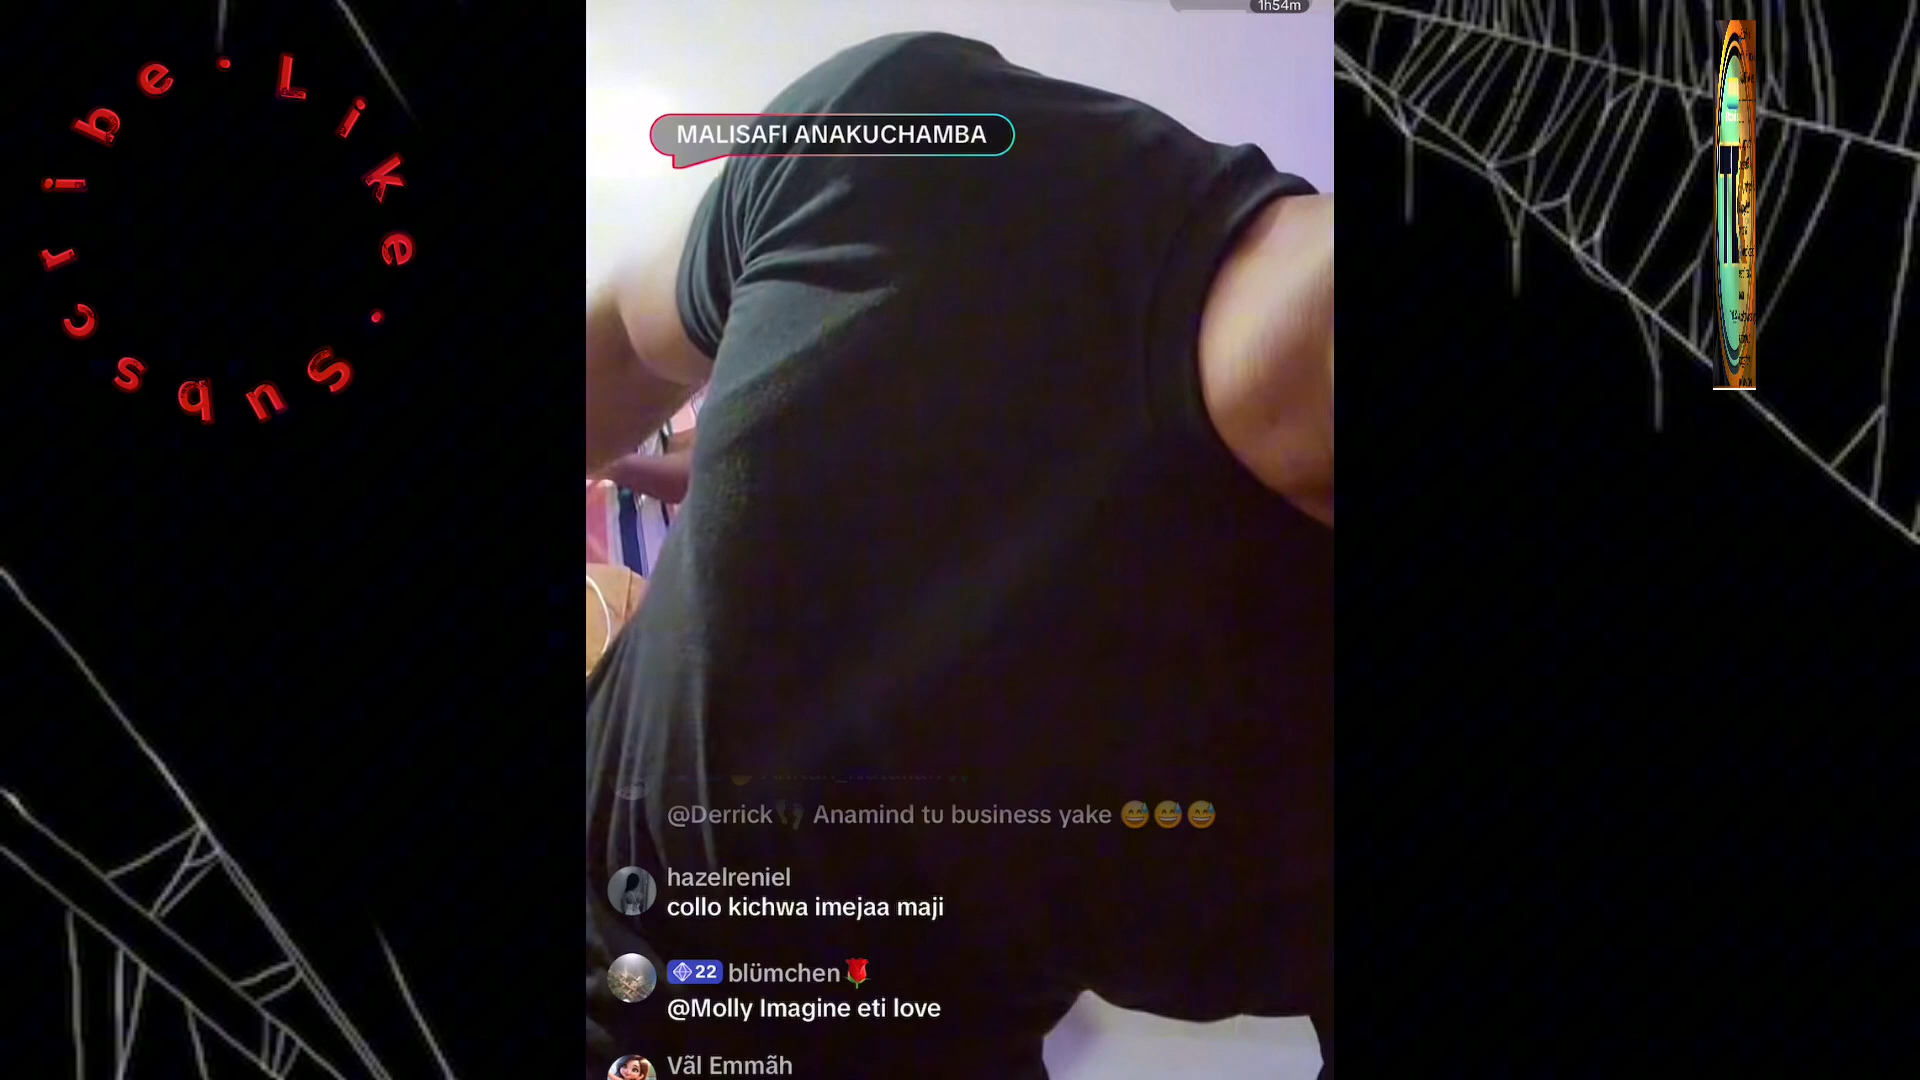 Like · Subscribe ·
1h54m
MALISAFI ANAKUCHAMBA
@Derrick👣 Anamind tu business yake 😅😅😅
hazelreniel
collo kichwa imejaa maji
22 blümchen🌹
@Molly Imagine eti love
Vãl Emmãh